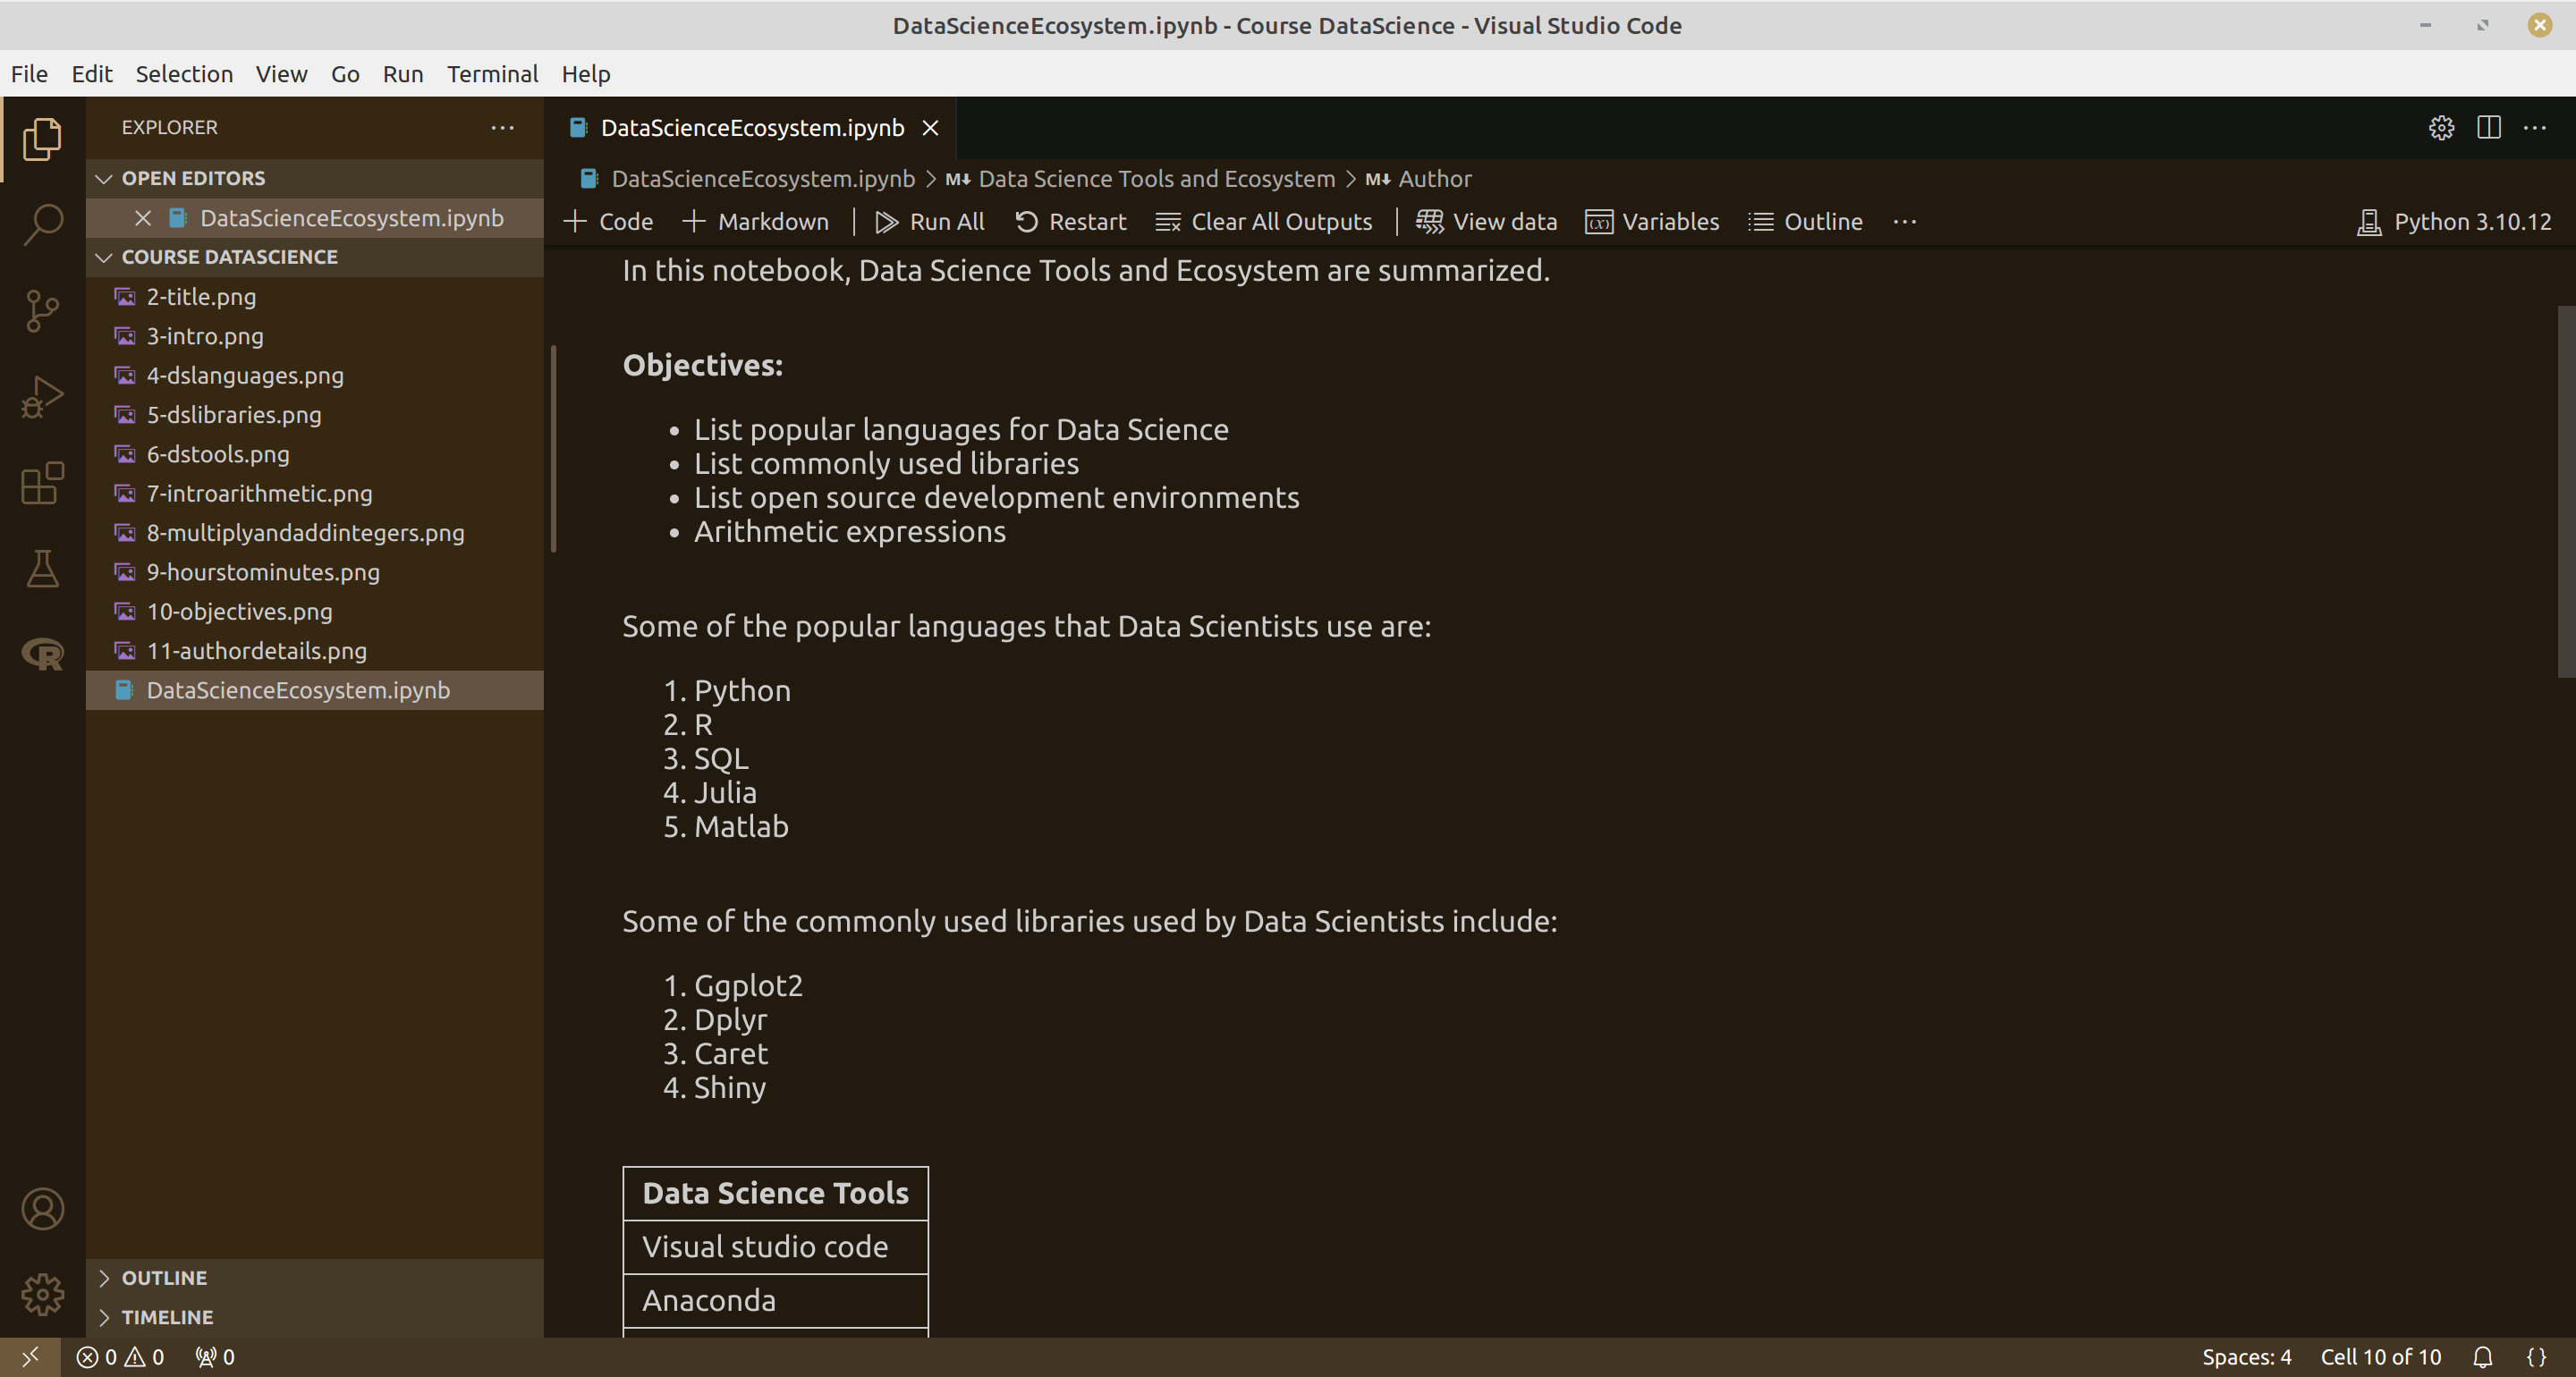 DataScienceEcosystem.ipynb - Course DataScience - Visual Studio Code
File Edit Selection View Go Run Terminal Help
EXPLORER
OPEN EDITORS
DataScienceEcosystem.ipynb
COURSE DATASCIENCE
2-title.png
3-intro.png
4-dslanguages.png
5-dslibraries.png
6-dstools.png
7-introarithmetic.png
8-multiplyandaddintegers.png
9-hourstominutes.png
10-objectives.png
11-authordetails.png
DataScienceEcosystem.ipynb
OUTLINE
TIMELINE
DataScienceEcosystem.ipynb
DataScienceEcosystem.ipynb > M↓ Data Science Tools and Ecosystem > M↓ Author
+ Code + Markdown | Run All Restart Clear All Outputs | View data Variables Outline ... Python 3.10.12
In this notebook, Data Science Tools and Ecosystem are summarized.
Objectives:
• List popular languages for Data Science
• List commonly used libraries
• List open source development environments
• Arithmetic expressions
Some of the popular languages that Data Scientists use are:
1. Python
2. R
3. SQL
4. Julia
5. Matlab
Some of the commonly used libraries used by Data Scientists include:
1. Ggplot2
2. Dplyr
3. Caret
4. Shiny
Data Science Tools
Visual studio code
Anaconda
0 0 0 Spaces: 4 Cell 10 of 10 {}